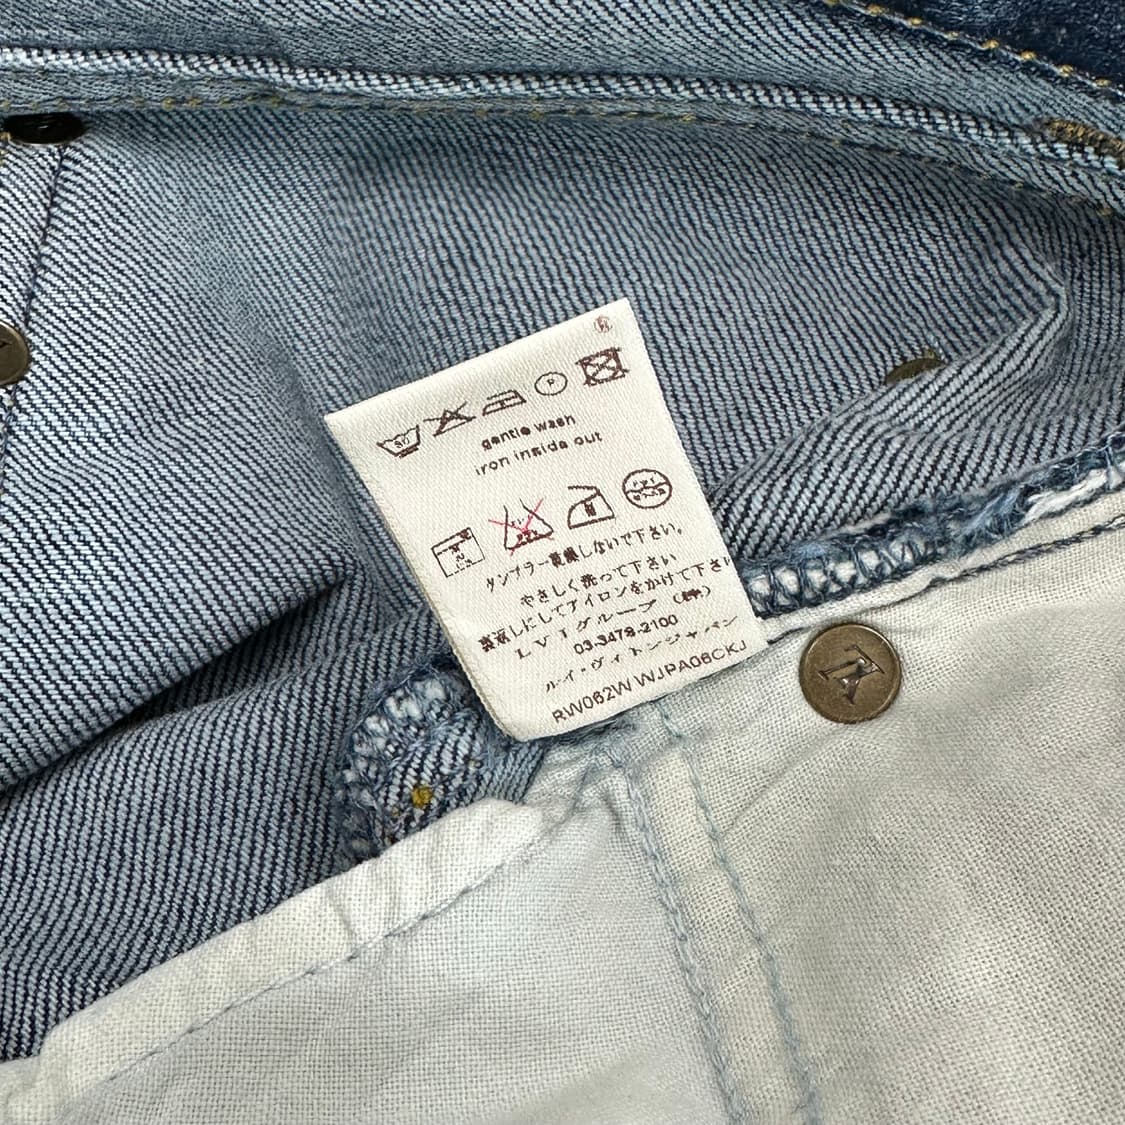 30
P
gentle wash
iron inside out
タンブラー乾燥しないで下さい。
やさしく洗って下さい
裏返しにしてアイロンをかけて下さい
LVJグループ (株)
03-3478-2100
ルイ・ヴィトンジャパン
RW062W WJPA06CKJ
LV